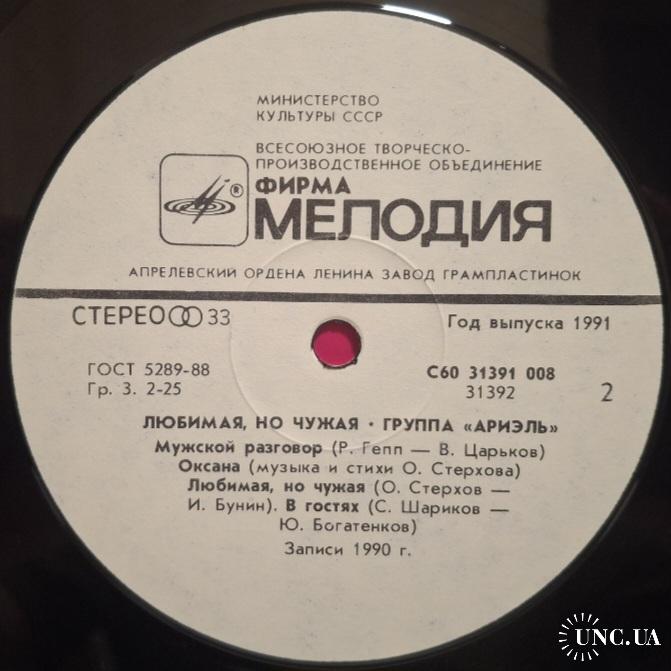 МИНИСТЕРСТВО
КУЛЬТУРЫ СССР
ВСЕСОЮЗНОЕ ТВОРЧЕСКО-
ПРОИЗВОДСТВЕННОЕ ОБЪЕДИНЕНИЕ
®
ФИРМА
МЕЛОДИЯ
АПРЕЛЕВСКИЙ ОРДЕНА ЛЕНИНА ЗАВОД ГРАМПЛАСТИНОК
СТЕРЕО 33
Год выпуска 1991
ГОСТ 5289-88
Гр. 3. 2-25
С60 31391 008
31392
2
ЛЮБИМАЯ, НО ЧУЖАЯ • ГРУППА «АРИЭЛЬ»
Мужской разговор (Р. Гепп — В. Царьков)
Оксана (музыка и стихи О. Стерхова)
Любимая, но чужая (О. Стерхов —
И. Бунин). В гостях (С. Шариков —
Ю. Богатенков)
Записи 1990 г.
UNC.UA